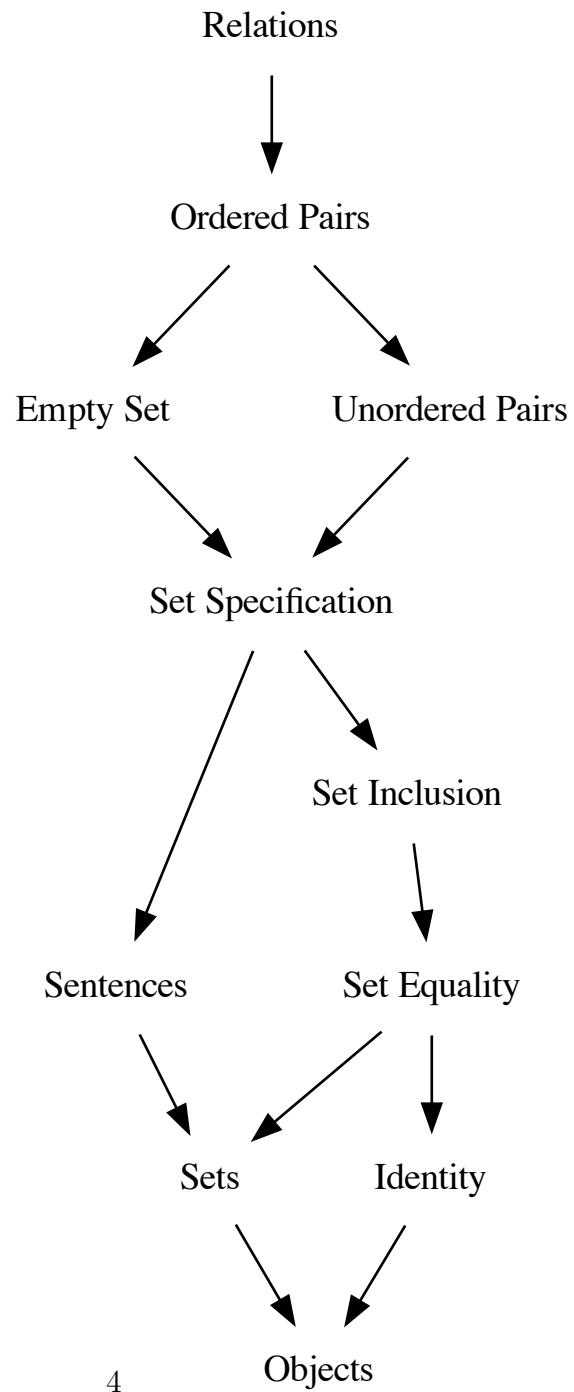 Relations
Ordered Pairs
Empty Set
Unordered Pairs
Set Specification
Set Inclusion
Sentences
Set Equality
Sets
Identity
Objects
4